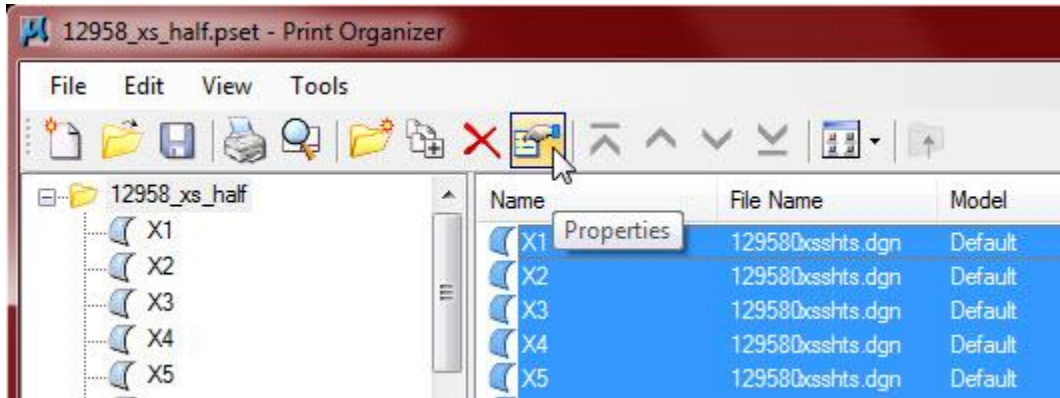 12958_xs_half.pset - Print Organizer
File Edit View Tools
12958_xs_half
X1
X2
X3
X4
X5
Name File Name Model
Properties
X1 129580xsshts.dgn Default
X2 129580xsshts.dgn Default
X3 129580xsshts.dgn Default
X4 129580xsshts.dgn Default
X5 129580xsshts.dgn Default